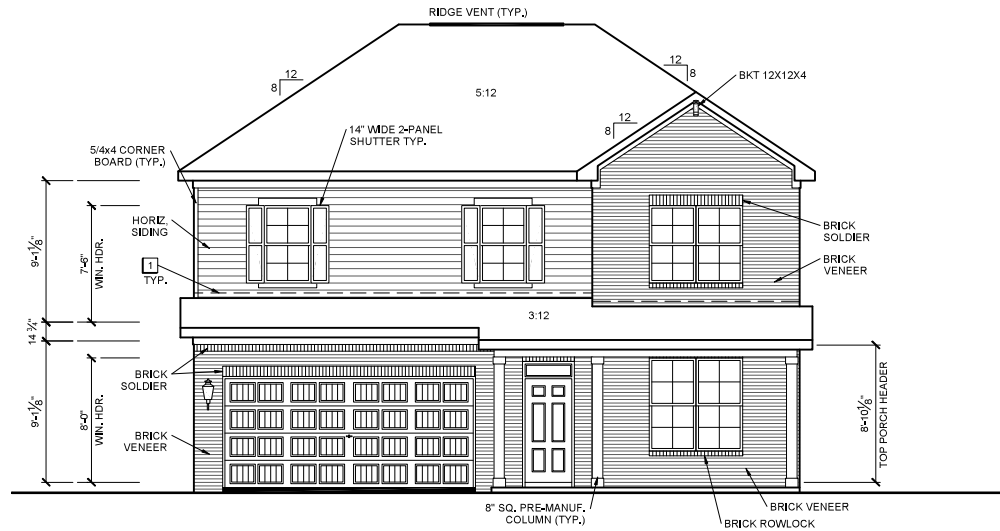 RIDGE VENT (TYP.)
12
8
12
8
BKT 12X12X4
5:12
12
8
14" WIDE 2-PANEL
SHUTTER TYP.
5/4x4 CORNER
BOARD (TYP.)
HORIZ.
SIDING
BRICK
SOLDIER
BRICK
VENEER
9'-1 1/8"
7'-6"
WIN. HDR.
1
TYP.
3:12
14 3/4"
BRICK
SOLDIER
9'-1 1/8"
8'-0"
WIN. HDR.
BRICK
VENEER
8'-10 1/8"
TOP PORCH HEADER
8" SQ. PRE-MANUF.
COLUMN (TYP.)
BRICK VENEER
BRICK ROWLOCK